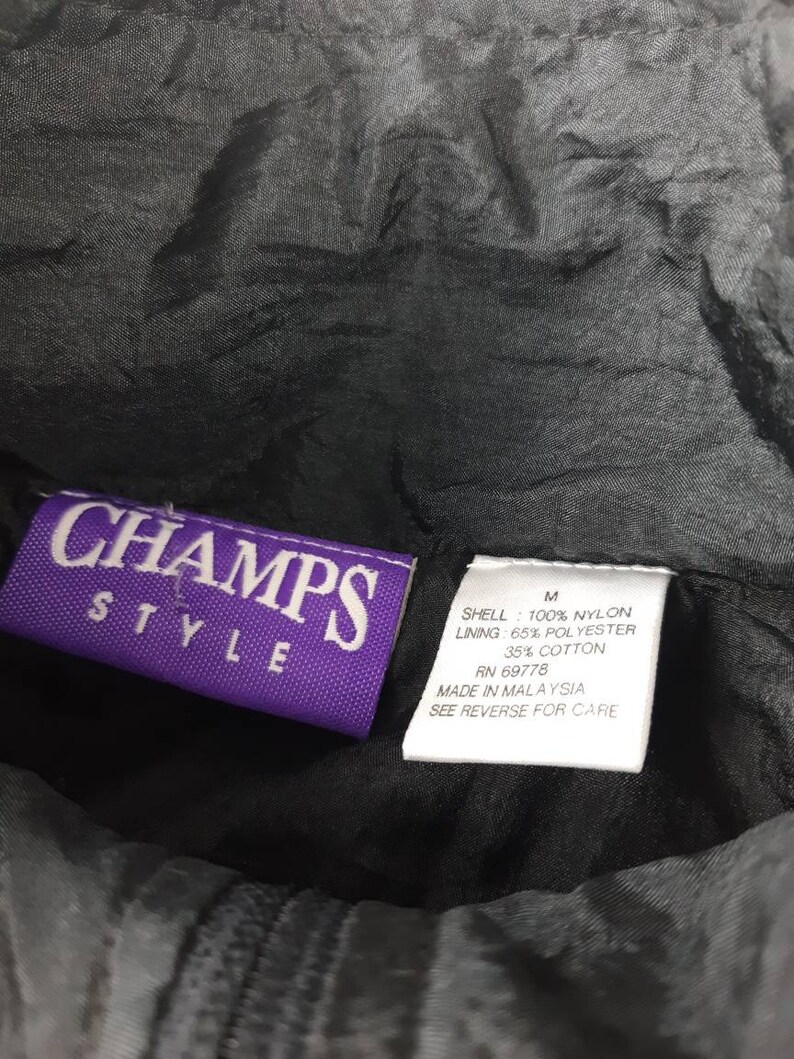 CHAMPS
STYLE
M
SHELL : 100% NYLON
LINING : 65% POLYESTER
35% COTTON
RN 69778
MADE IN MALAYSIA
SEE REVERSE FOR CARE